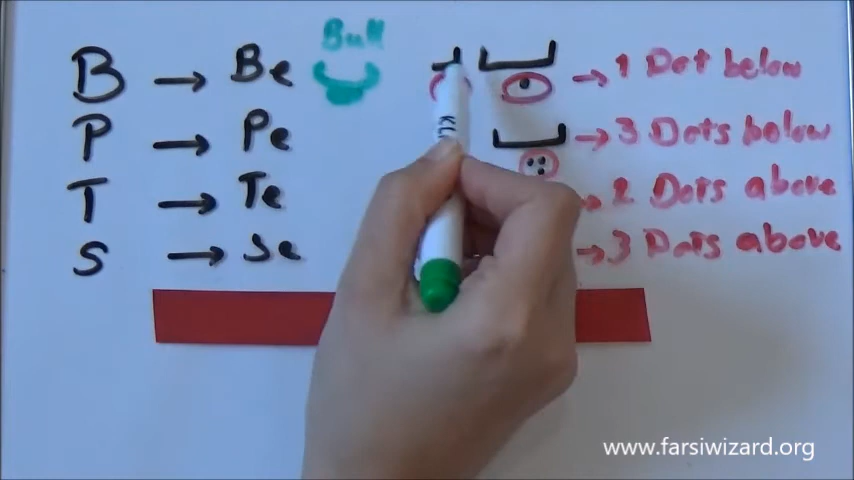 Bull
B → Be → 1 Dot below
P → Pe → 3 Dots below
T → Te → 2 Dots above
S → Se → 3 Dots above
www.farsiwizard.org